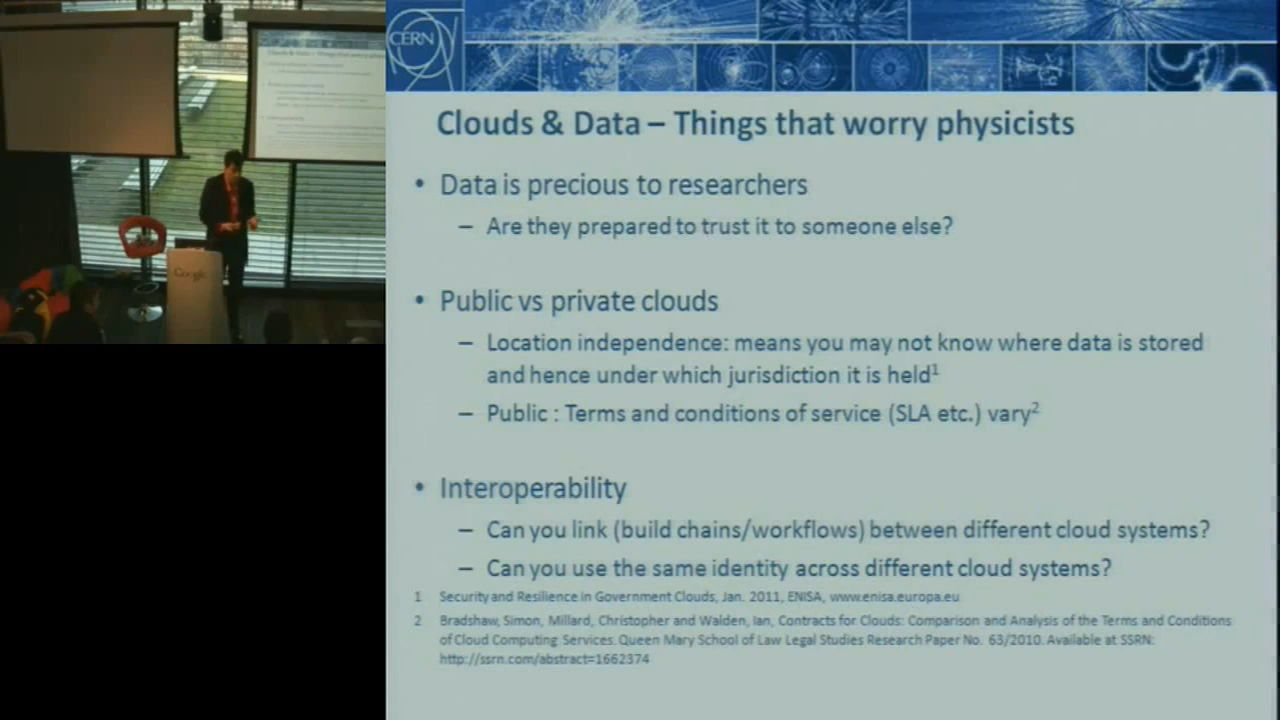 CERN
Clouds & Data – Things that worry physicists
• Data is precious to researchers
– Are they prepared to trust it to someone else?
• Public vs private clouds
– Location independence: means you may not know where data is stored
and hence under which jurisdiction it is held1
– Public : Terms and conditions of service (SLA etc.) vary2
• Interoperability
– Can you link (build chains/workflows) between different cloud systems?
– Can you use the same identity across different cloud systems?
1 Security and Resilience in Government Clouds, Jan. 2011, ENISA, www.enisa.europa.eu
2 Bradshaw, Simon, Millard, Christopher and Walden, Ian, Contracts for Clouds: Comparison and Analysis of the Terms and Conditions
of Cloud Computing Services. Queen Mary School of Law Legal Studies Research Paper No. 63/2010. Available at SSRN:
http://ssrn.com/abstract=1662374
Google